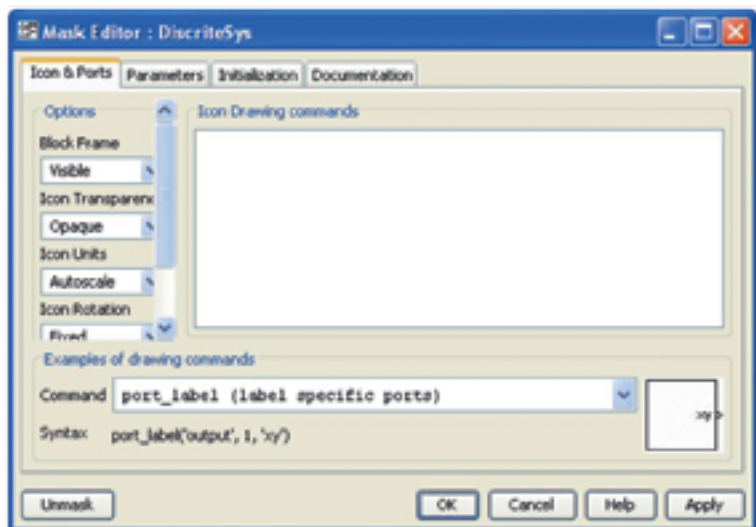 Mask Editor : DiscriteSys
Icon & Ports Parameters Initialization Documentation
Options
Icon Drawing commands
Block Frame
Visible
Icon Transparenc
Opaque
Icon Units
Autoscale
Icon Rotation
Fixed
Examples of drawing commands
Command port_label (label specific ports)
xy >
Syntax port_label('output', 1, 'xy')
Unmask OK Cancel Help Apply